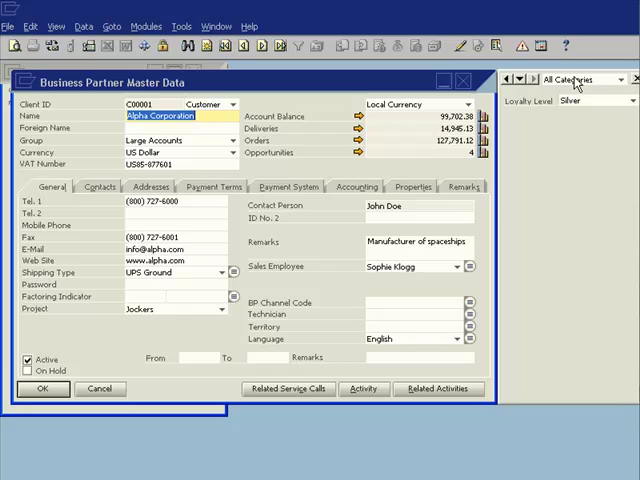 File Edit View Data Goto Modules Tools Window Help
All Categories
Loyalty Level Silver
Business Partner Master Data
Client ID C00001 Customer Local Currency
Name Alpha Corporation Account Balance 99,702.38
Foreign Name Deliveries 14,945.13
Group Large Accounts Orders 127,791.12
Currency US Dollar Opportunities 4
VAT Number US85-877601
General Contacts Addresses Payment Terms Payment System Accounting Properties Remarks
Tel. 1 (800) 727-6000 Contact Person John Doe
Tel. 2 ID No. 2
Mobile Phone
Fax (800) 727-6001 Remarks Manufacturer of spaceships
E-Mail info@alpha.com
Web Site www.alpha.com
Shipping Type UPS Ground Sales Employee Sophie Klogg
Password
Factoring Indicator BP Channel Code
Project Jockers Technician
Territory
Language English
Active From To Remarks
On Hold
OK Cancel Related Service Calls Activity Related Activities